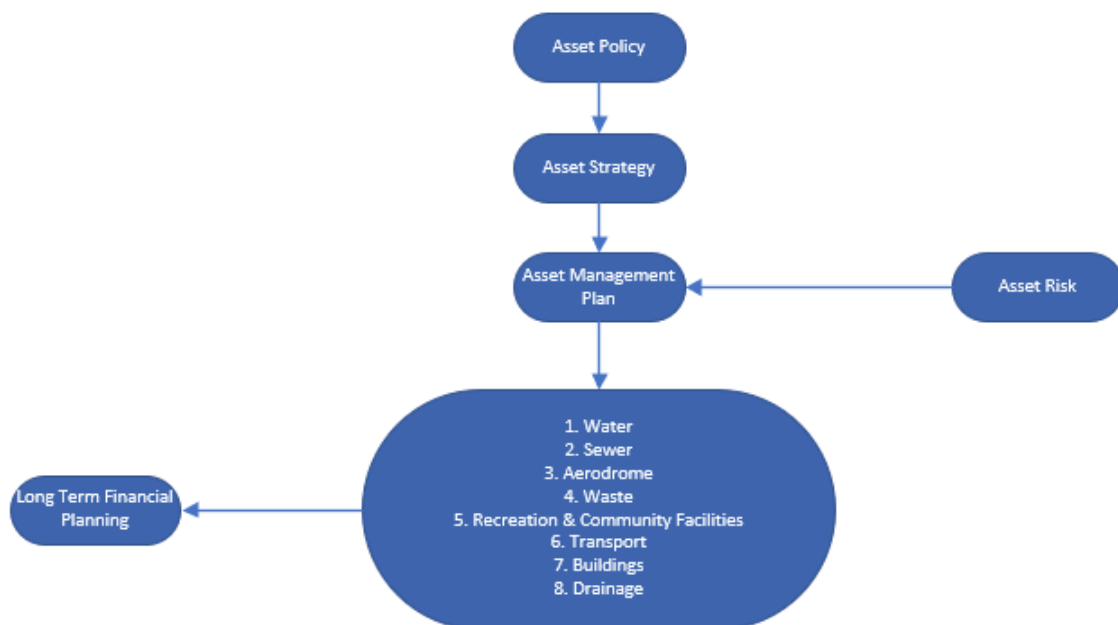 Asset Policy
Asset Strategy
Asset Management
Plan
Asset Risk
1. Water
2. Sewer
3. Aerodrome
4. Waste
5. Recreation & Community Facilities
6. Transport
7. Buildings
8. Drainage
Long Term Financial
Planning